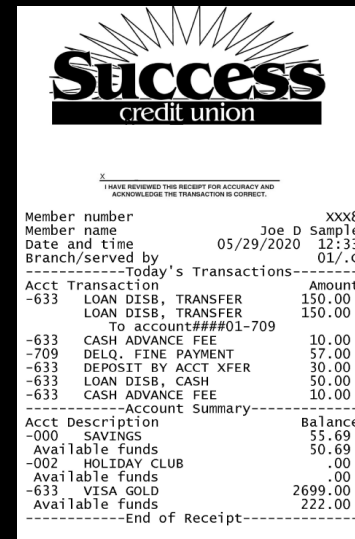 Success
credit union
X
I HAVE REVIEWED THIS RECEIPT FOR ACCURACY AND
ACKNOWLEDGE THE TRANSACTION IS CORRECT.
Member number XXX8
Member name Joe D Sample
Date and time 05/29/2020 12:33
Branch/served by 01/.
------------Today's Transactions--------
Acct Transaction Amount
-633 LOAN DISB, TRANSFER 150.00
LOAN DISB, TRANSFER 150.00
To account####01-709
-633 CASH ADVANCE FEE 10.00
-709 DELQ. FINE PAYMENT 57.00
-633 DEPOSIT BY ACCT XFER 30.00
-633 LOAN DISB, CASH 50.00
-633 CASH ADVANCE FEE 10.00
------------Account Summary-------------
Acct Description Balance
-000 SAVINGS 55.69
Available funds 50.69
-002 HOLIDAY CLUB .00
Available funds .00
-633 VISA GOLD 2699.00
Available funds 222.00
------------End of Receipt--------------